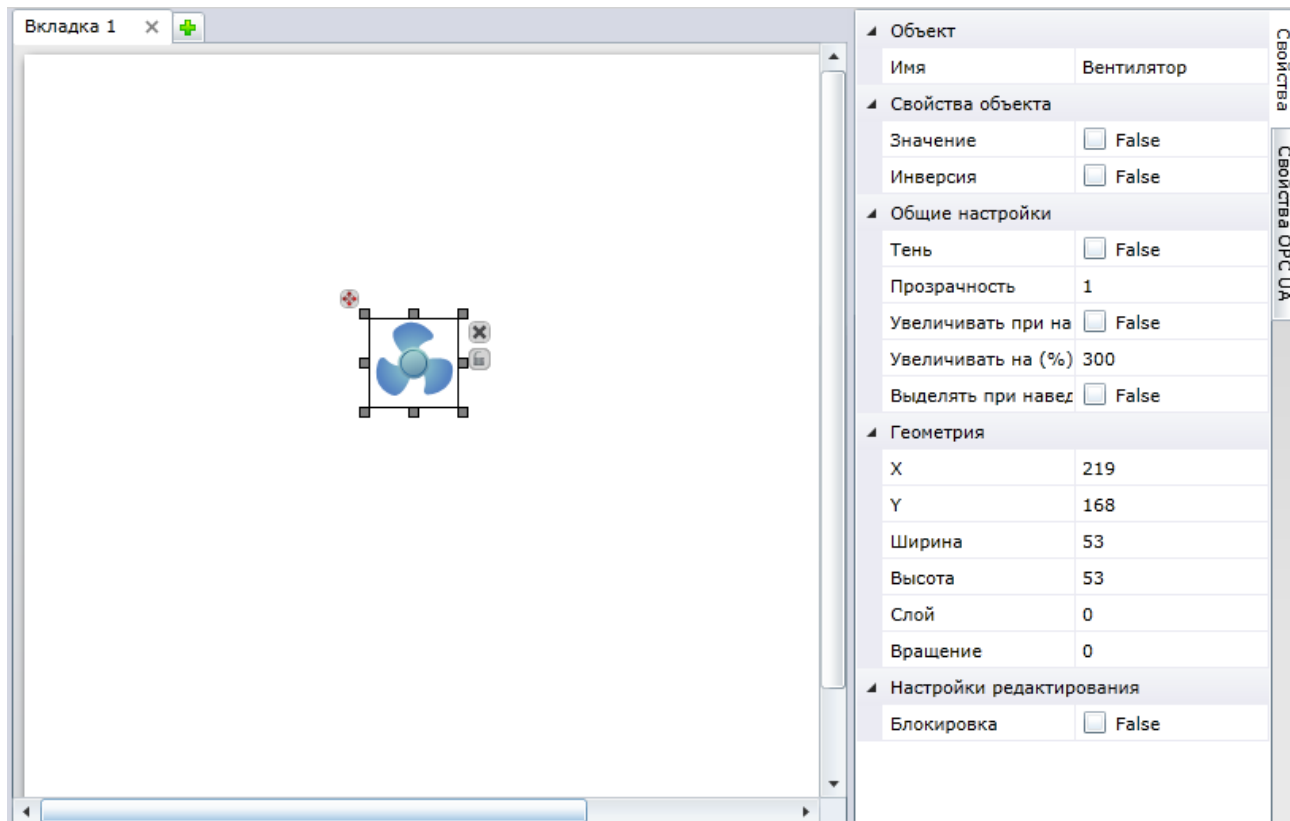 Вкладка 1
Объект
Имя Вентилятор
Свойства объекта
Значение False
Инверсия False
Общие настройки
Тень False
Прозрачность 1
Увеличивать при на False
Увеличивать на (%) 300
Выделять при навед False
Геометрия
X 219
Y 168
Ширина 53
Высота 53
Слой 0
Вращение 0
Настройки редактирования
Блокировка False
Свойства
Свойства OPC UA